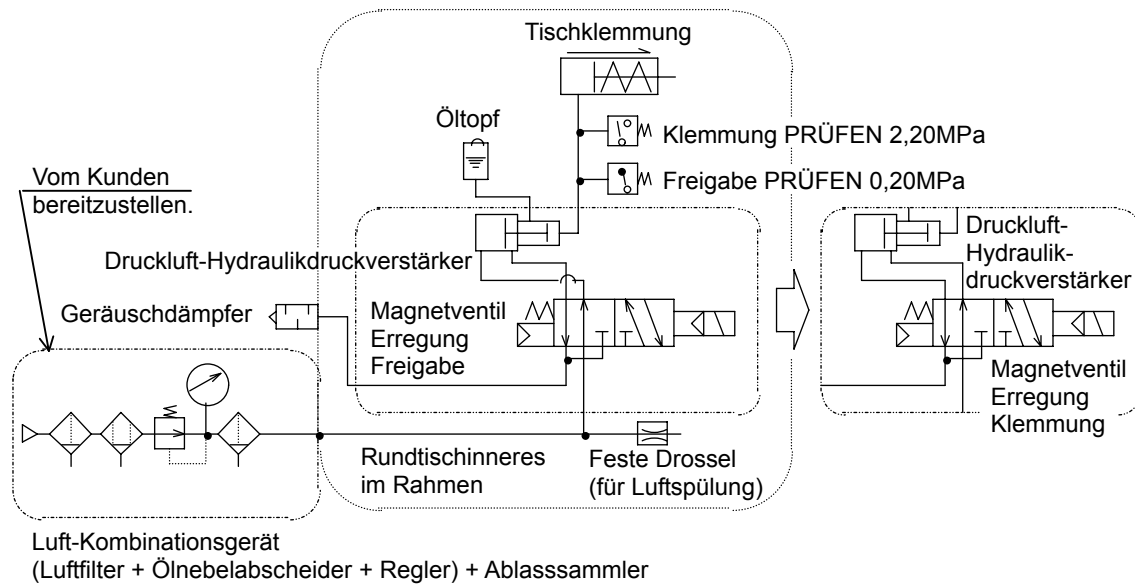 Tischklemmung
Öltopf
Klemmung PRÜFEN 2,20MPa
Freigabe PRÜFEN 0,20MPa
Vom Kunden
bereitzustellen.
Druckluft-Hydraulikdruckverstärker
Geräuschdämpfer
Magnetventil
Erregung
Freigabe
Druckluft-
Hydraulik-
druckverstärker
Magnetventil
Erregung
Klemmung
Rundtischinneres
im Rahmen
Feste Drossel
(für Luftspülung)
Luft-Kombinationsgerät
(Luftfilter + Ölnebelabscheider + Regler) + Ablasssammler